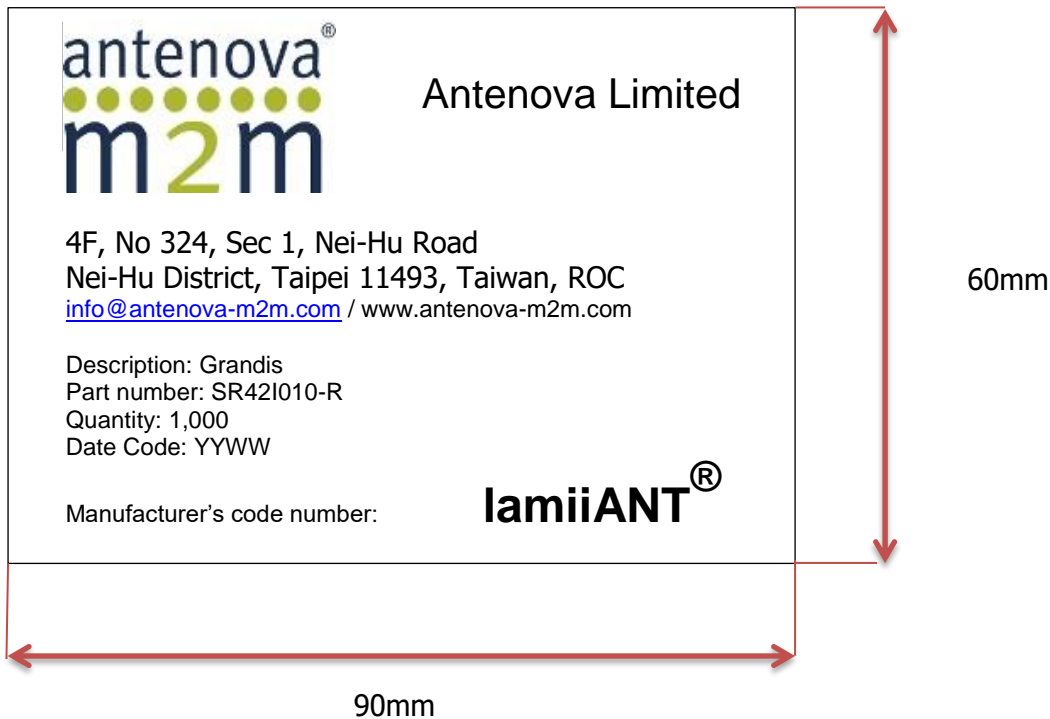 antenova®
m2m
Antenova Limited
4F, No 324, Sec 1, Nei-Hu Road
Nei-Hu District, Taipei 11493, Taiwan, ROC
info@antenova-m2m.com / www.antenova-m2m.com
Description: Grandis
Part number: SR42I010-R
Quantity: 1,000
Date Code: YYWW
Manufacturer’s code number:
lamiiANT®
60mm
90mm